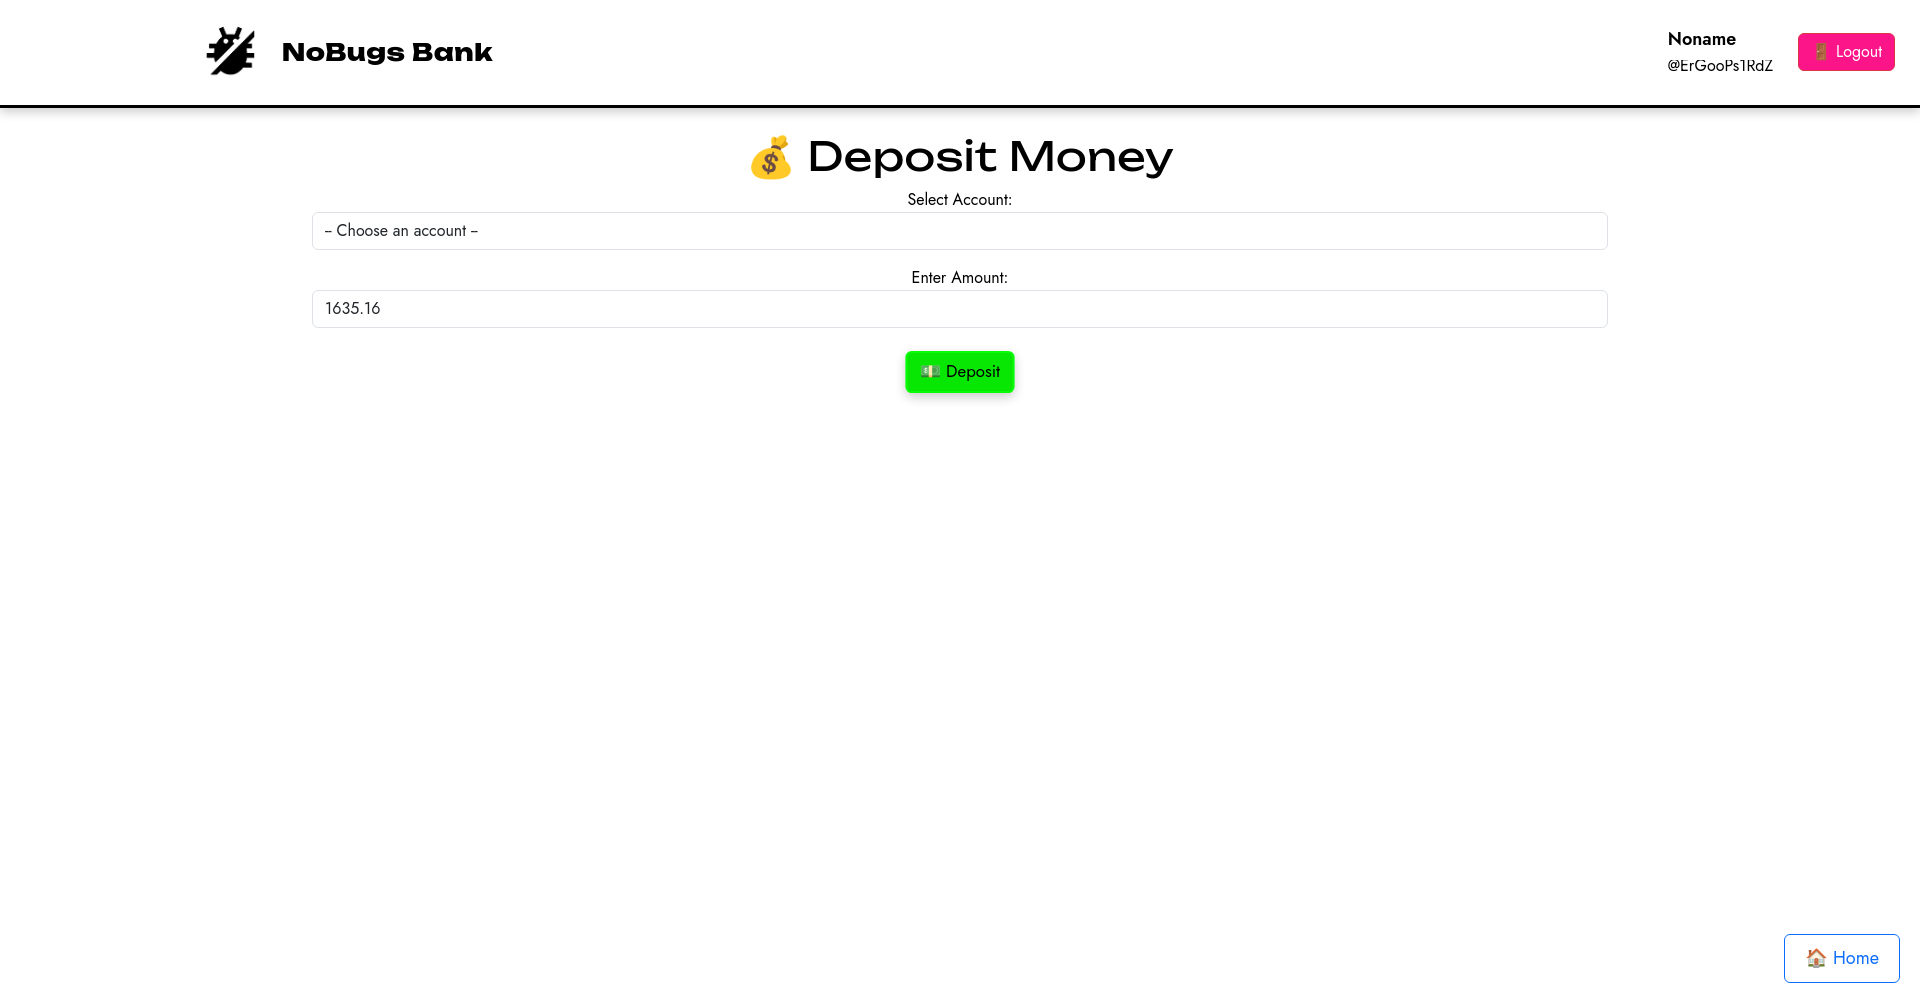 NoBugs Bank
Noname
@ErGooPs1RdZ
🚪 Logout
💰 Deposit Money
Select Account:
-- Choose an account --
Enter Amount:
1635.16
💵 Deposit
🏠 Home